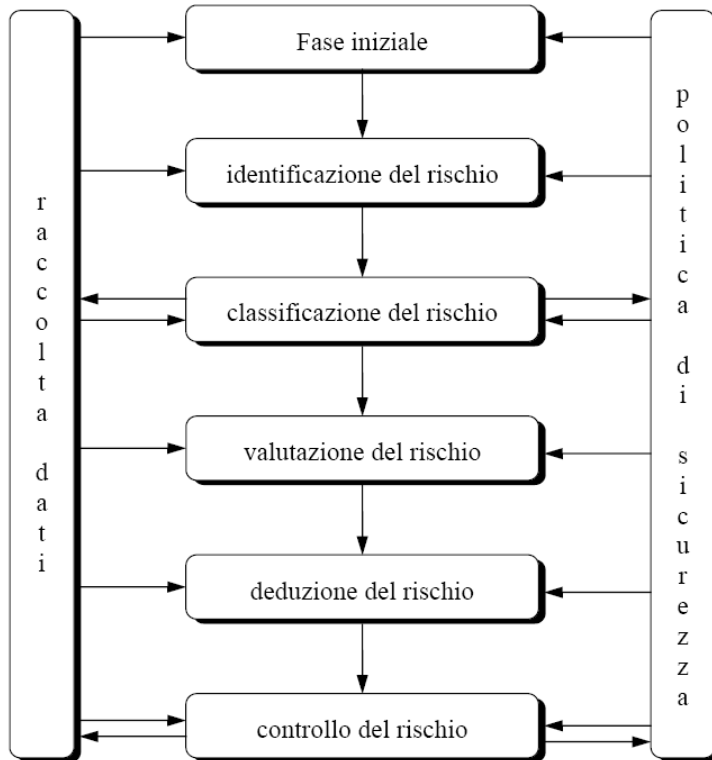 Fase iniziale
identificazione del rischio
classificazione del rischio
valutazione del rischio
deduzione del rischio
controllo del rischio
raccolta dati
politica di sicurezza